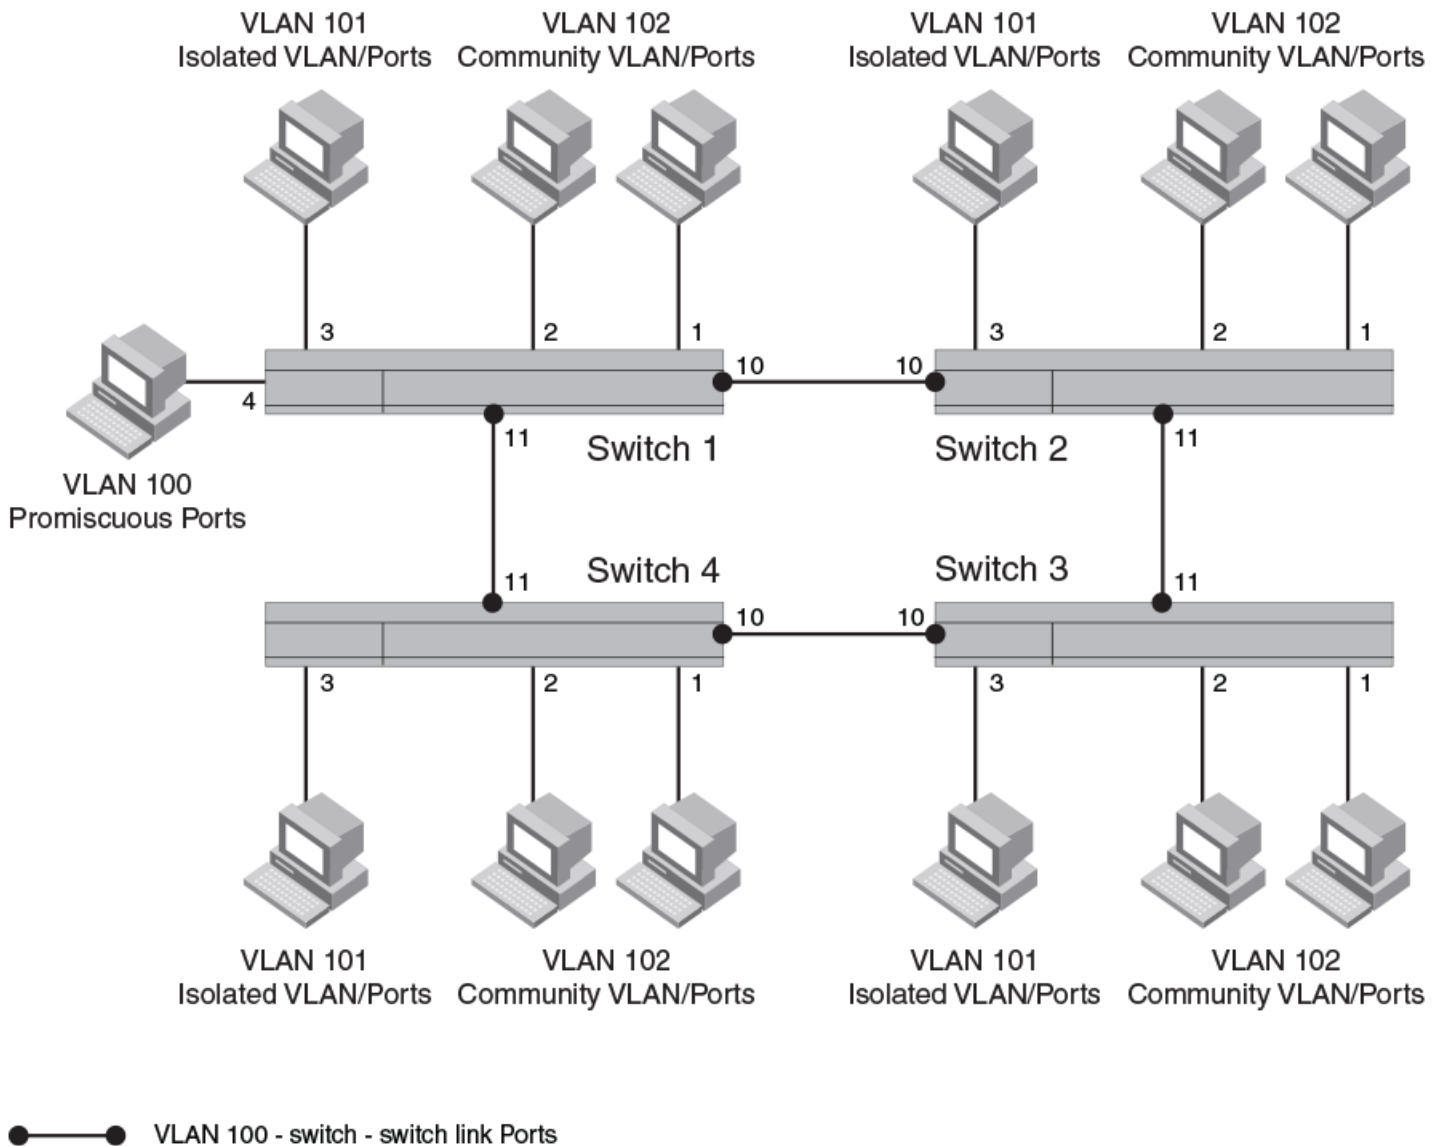 VLAN 101
Isolated VLAN/Ports
VLAN 102
Community VLAN/Ports
VLAN 101
Isolated VLAN/Ports
VLAN 102
Community VLAN/Ports
3
2
1
3
2
1
4
10
10
11
Switch 1
Switch 2
11
VLAN 100
Promiscuous Ports
11
Switch 4
Switch 3
11
10
10
3
2
1
3
2
1
VLAN 101
Isolated VLAN/Ports
VLAN 102
Community VLAN/Ports
VLAN 101
Isolated VLAN/Ports
VLAN 102
Community VLAN/Ports
VLAN 100 - switch - switch link Ports